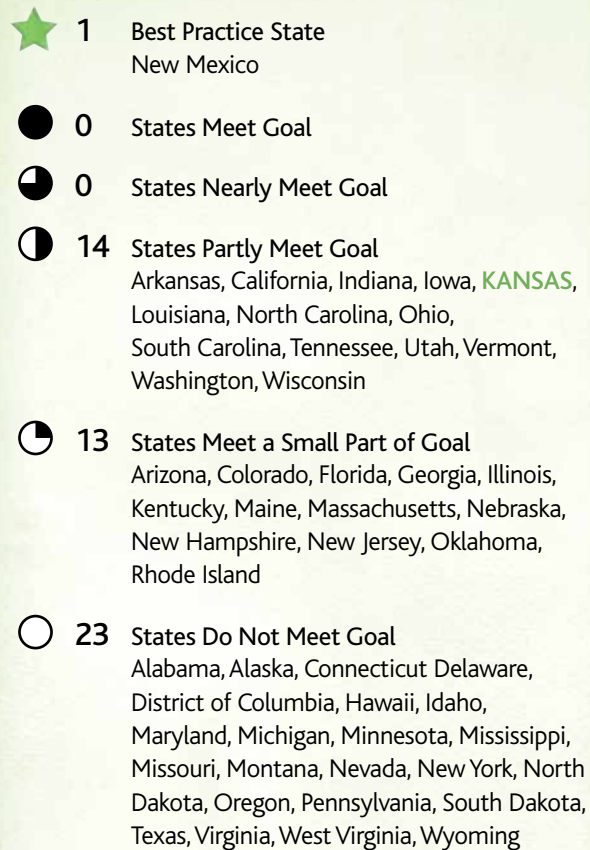 1 Best Practice State
New Mexico
0 States Meet Goal
0 States Nearly Meet Goal
14 States Partly Meet Goal
Arkansas, California, Indiana, Iowa, KANSAS,
Louisiana, North Carolina, Ohio,
South Carolina, Tennessee, Utah, Vermont,
Washington, Wisconsin
13 States Meet a Small Part of Goal
Arizona, Colorado, Florida, Georgia, Illinois,
Kentucky, Maine, Massachusetts, Nebraska,
New Hampshire, New Jersey, Oklahoma,
Rhode Island
23 States Do Not Meet Goal
Alabama, Alaska, Connecticut Delaware,
District of Columbia, Hawaii, Idaho,
Maryland, Michigan, Minnesota, Mississippi,
Missouri, Montana, Nevada, New York, North
Dakota, Oregon, Pennsylvania, South Dakota,
Texas, Virginia, West Virginia, Wyoming